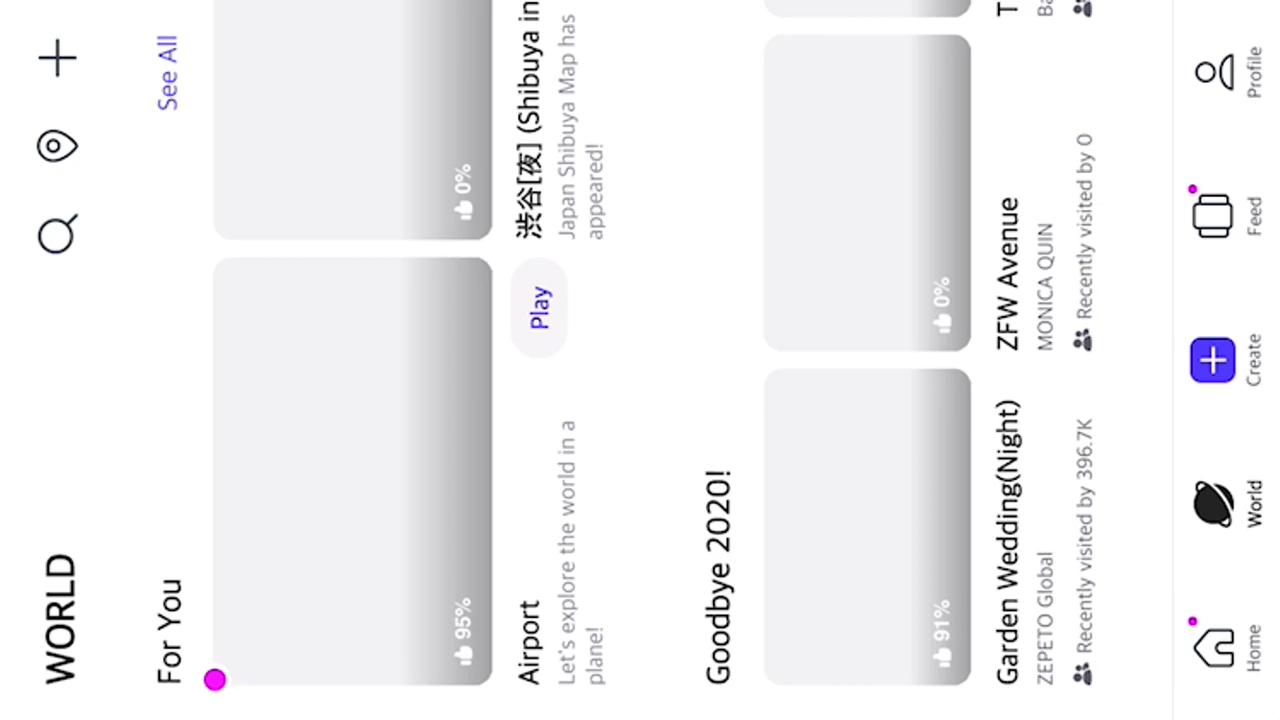 WORLD
For You
See All
95%
0%
Airport
Play
Let's explore the world in a
plane!
渋谷[夜] (Shibuya in
Japan Shibuya Map has
appeared!
Goodbye 2020!
91%
0%
Garden Wedding(Night)
ZEPETO Global
Recently visited by 396.7K
ZFW Avenue
MONICA QUIN
Recently visited by 0
T
Ba
Home
World
Create
Feed
Profile